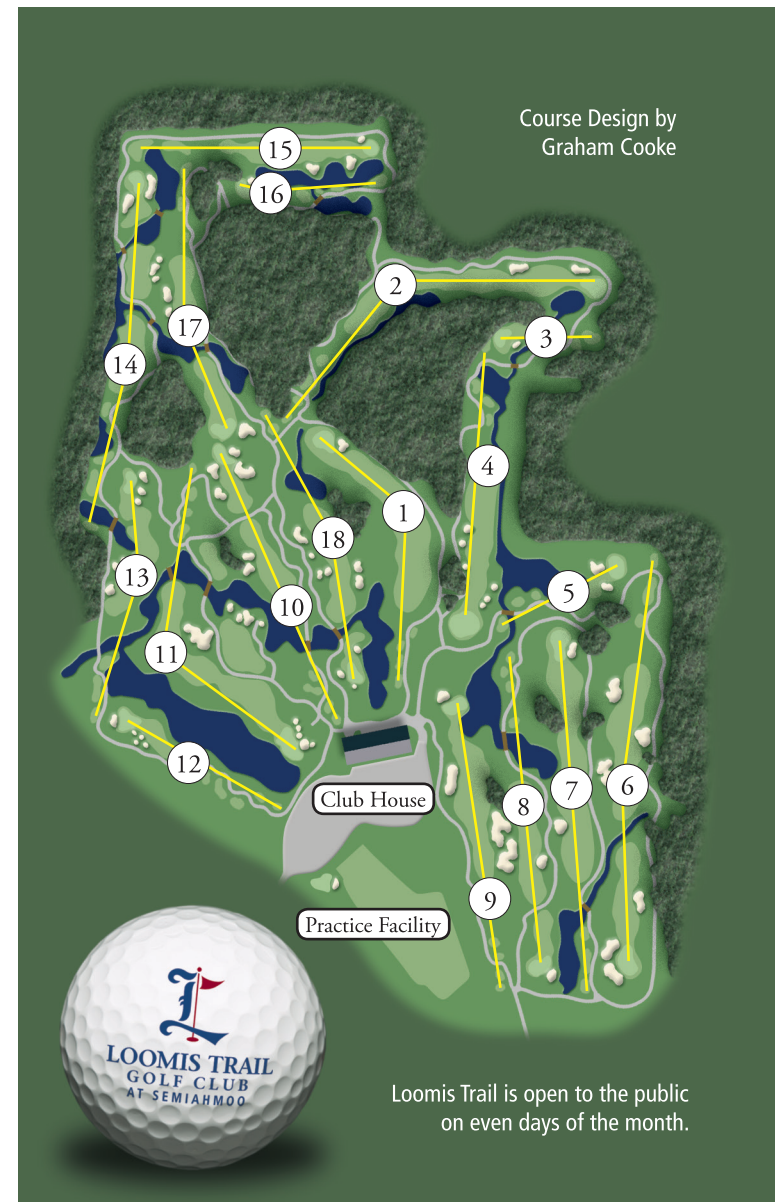 Course Design by
Graham Cooke
15
16
2
3
17
14
4
1
18
5
13
10
11
12
6
7
8
Club House
9
Practice Facility
L
LOOMIS TRAIL
GOLF CLUB
AT SEMIAHMOO
Loomis Trail is open to the public
on even days of the month.